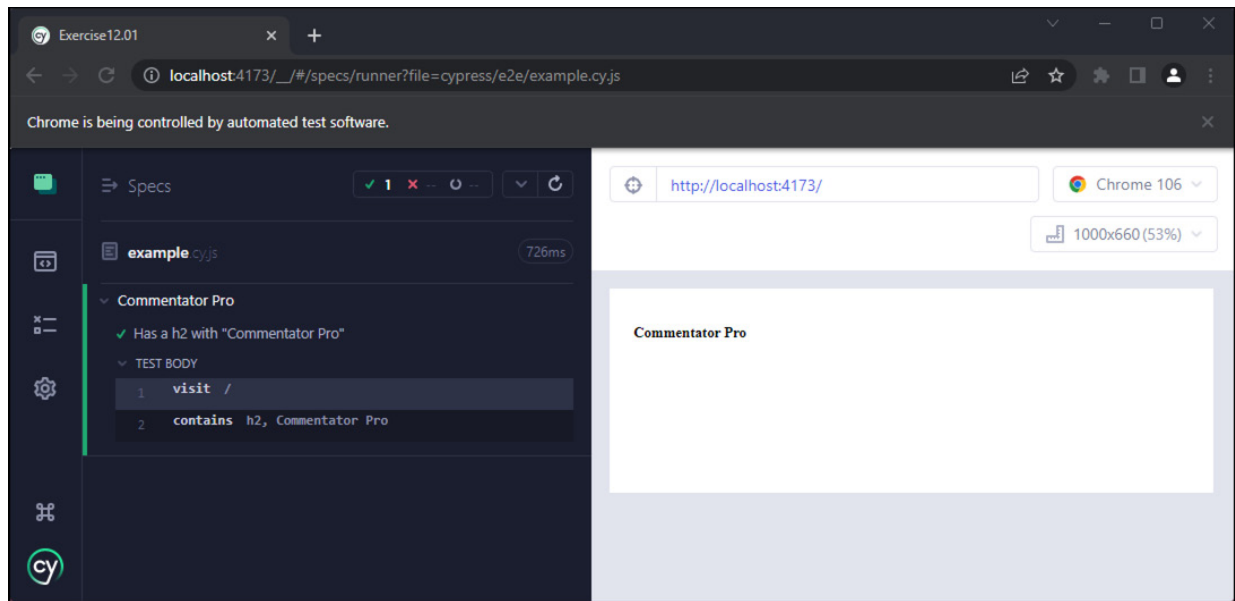 cy Exercise12.01
localhost:4173/__/#/specs/runner?file=cypress/e2e/example.cy.js
Chrome is being controlled by automated test software.
Specs
1 -- --
http://localhost:4173/
Chrome 106
1000x660 (53%)
example.cy.js
726ms
Commentator Pro
Has a h2 with "Commentator Pro"
TEST BODY
1 visit /
2 contains h2, Commentator Pro
Commentator Pro
cy